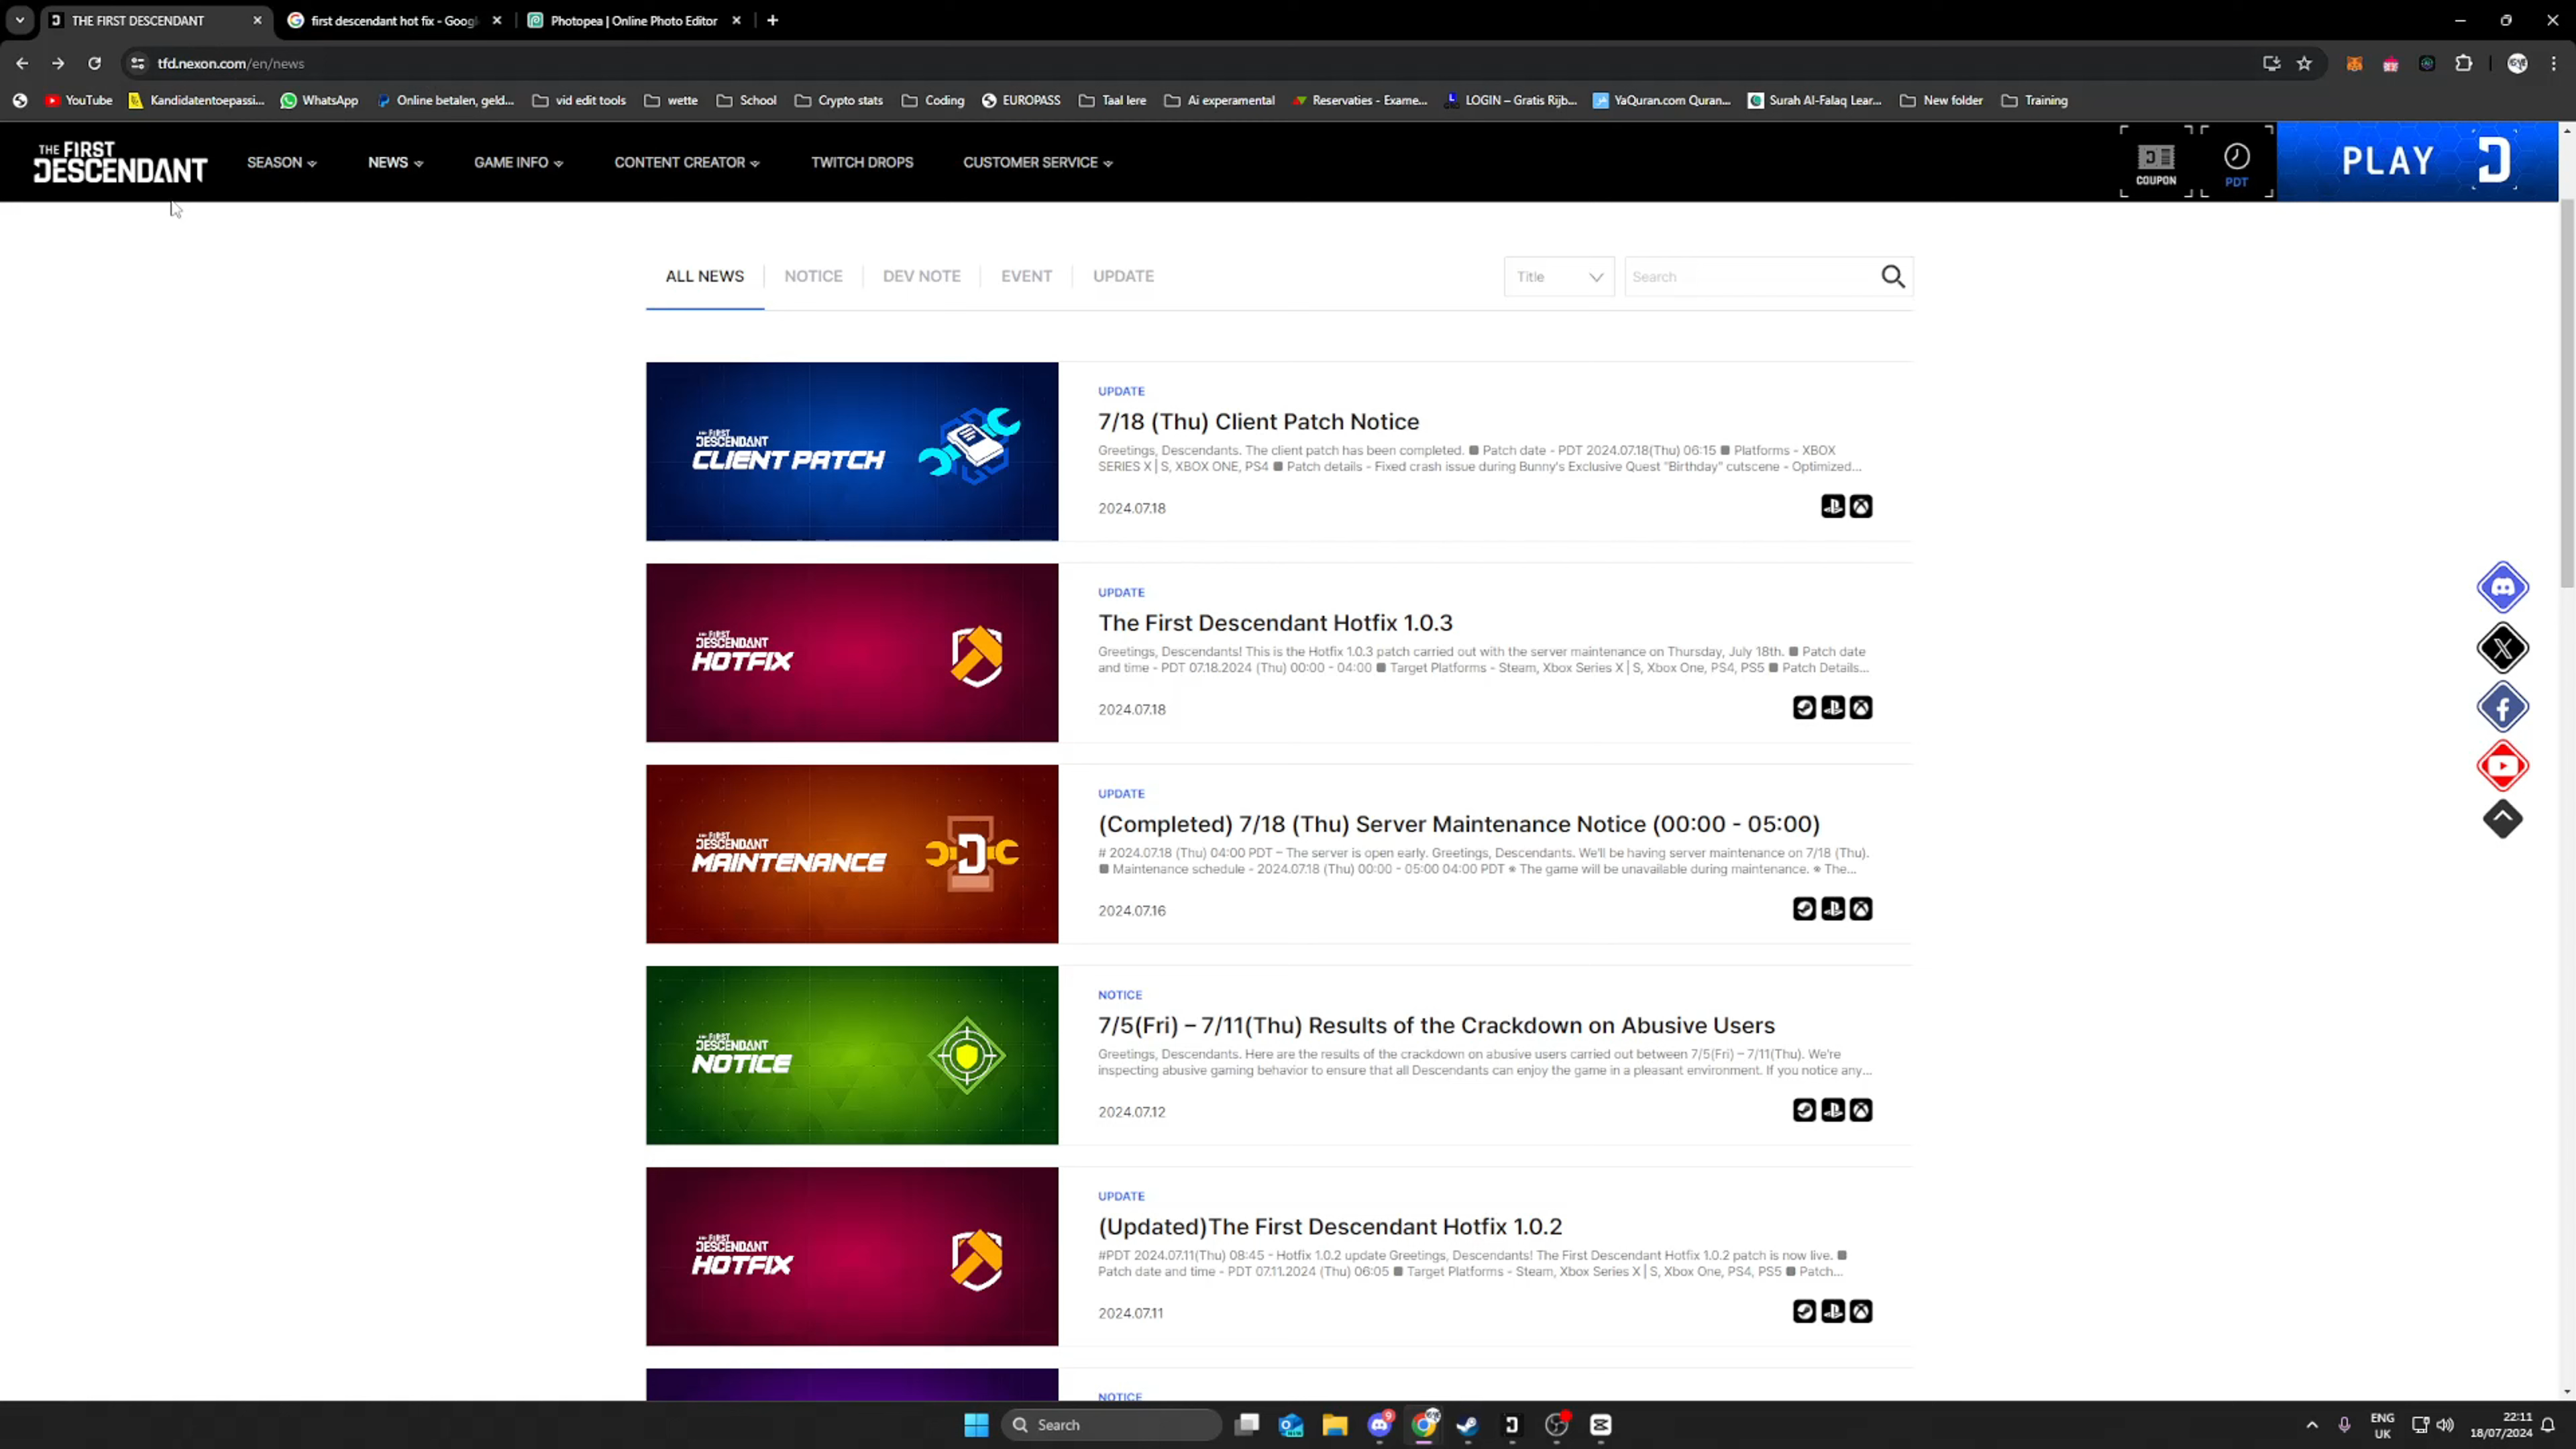 THE FIRST DESCENDANT
first descendant hot fix - Goog
Photopea | Online Photo Editor
tfd.nexon.com/en/news
YouTube
Kandidatentoepassi...
WhatsApp
Online betalen, geld...
vid edit tools
wette
School
Crypto stats
Coding
EUROPASS
Taal lere
Ai experamental
Reservaties - Exame...
LOGIN – Gratis Rijb...
YaQuran.com Quran...
Surah Al-Falaq Lear...
New folder
Training
THE FIRST
DESCENDANT
SEASON
NEWS
GAME INFO
CONTENT CREATOR
TWITCH DROPS
CUSTOMER SERVICE
COUPON
PDT
PLAY
ALL NEWS
NOTICE
DEV NOTE
EVENT
UPDATE
Title
Search
THE FIRST
DESCENDANT
CLIENT PATCH
UPDATE
7/18 (Thu) Client Patch Notice
Greetings, Descendants. The client patch has been completed. ■ Patch date - PDT 2024.07.18(Thu) 06:15 ■ Platforms - XBOX
SERIES X | S, XBOX ONE, PS4 ■ Patch details - Fixed crash issue during Bunny's Exclusive Quest "Birthday" cutscene - Optimized...
2024.07.18
THE FIRST
DESCENDANT
HOTFIX
UPDATE
The First Descendant Hotfix 1.0.3
Greetings, Descendants! This is the Hotfix 1.0.3 patch carried out with the server maintenance on Thursday, July 18th. ■ Patch date
and time - PDT 07.18.2024 (Thu) 00:00 - 04:00 ■ Target Platforms - Steam, Xbox Series X | S, Xbox One, PS4, PS5 ■ Patch Details...
2024.07.18
THE FIRST
DESCENDANT
MAINTENANCE
UPDATE
(Completed) 7/18 (Thu) Server Maintenance Notice (00:00 - 05:00)
# 2024.07.18 (Thu) 04:00 PDT – The server is open early. Greetings, Descendants. We'll be having server maintenance on 7/18 (Thu).
■ Maintenance schedule - 2024.07.18 (Thu) 00:00 - 05:00 04:00 PDT ※ The game will be unavailable during maintenance. ※ The...
2024.07.16
THE FIRST
DESCENDANT
NOTICE
NOTICE
7/5(Fri) – 7/11(Thu) Results of the Crackdown on Abusive Users
Greetings, Descendants. Here are the results of the crackdown on abusive users carried out between 7/5(Fri) – 7/11(Thu). We're
inspecting abusive gaming behavior to ensure that all Descendants can enjoy the game in a pleasant environment. If you notice any...
2024.07.12
THE FIRST
DESCENDANT
HOTFIX
UPDATE
(Updated)The First Descendant Hotfix 1.0.2
#PDT 2024.07.11(Thu) 08:45 - Hotfix 1.0.2 update Greetings, Descendants! The First Descendant Hotfix 1.0.2 patch is now live. ■
Patch date and time - PDT 07.11.2024 (Thu) 06:05 ■ Target Platforms - Steam, Xbox Series X | S, Xbox One, PS4, PS5 ■ Patch...
2024.07.11
NOTICE
Search
9
ENG
UK
22:11
18/07/2024